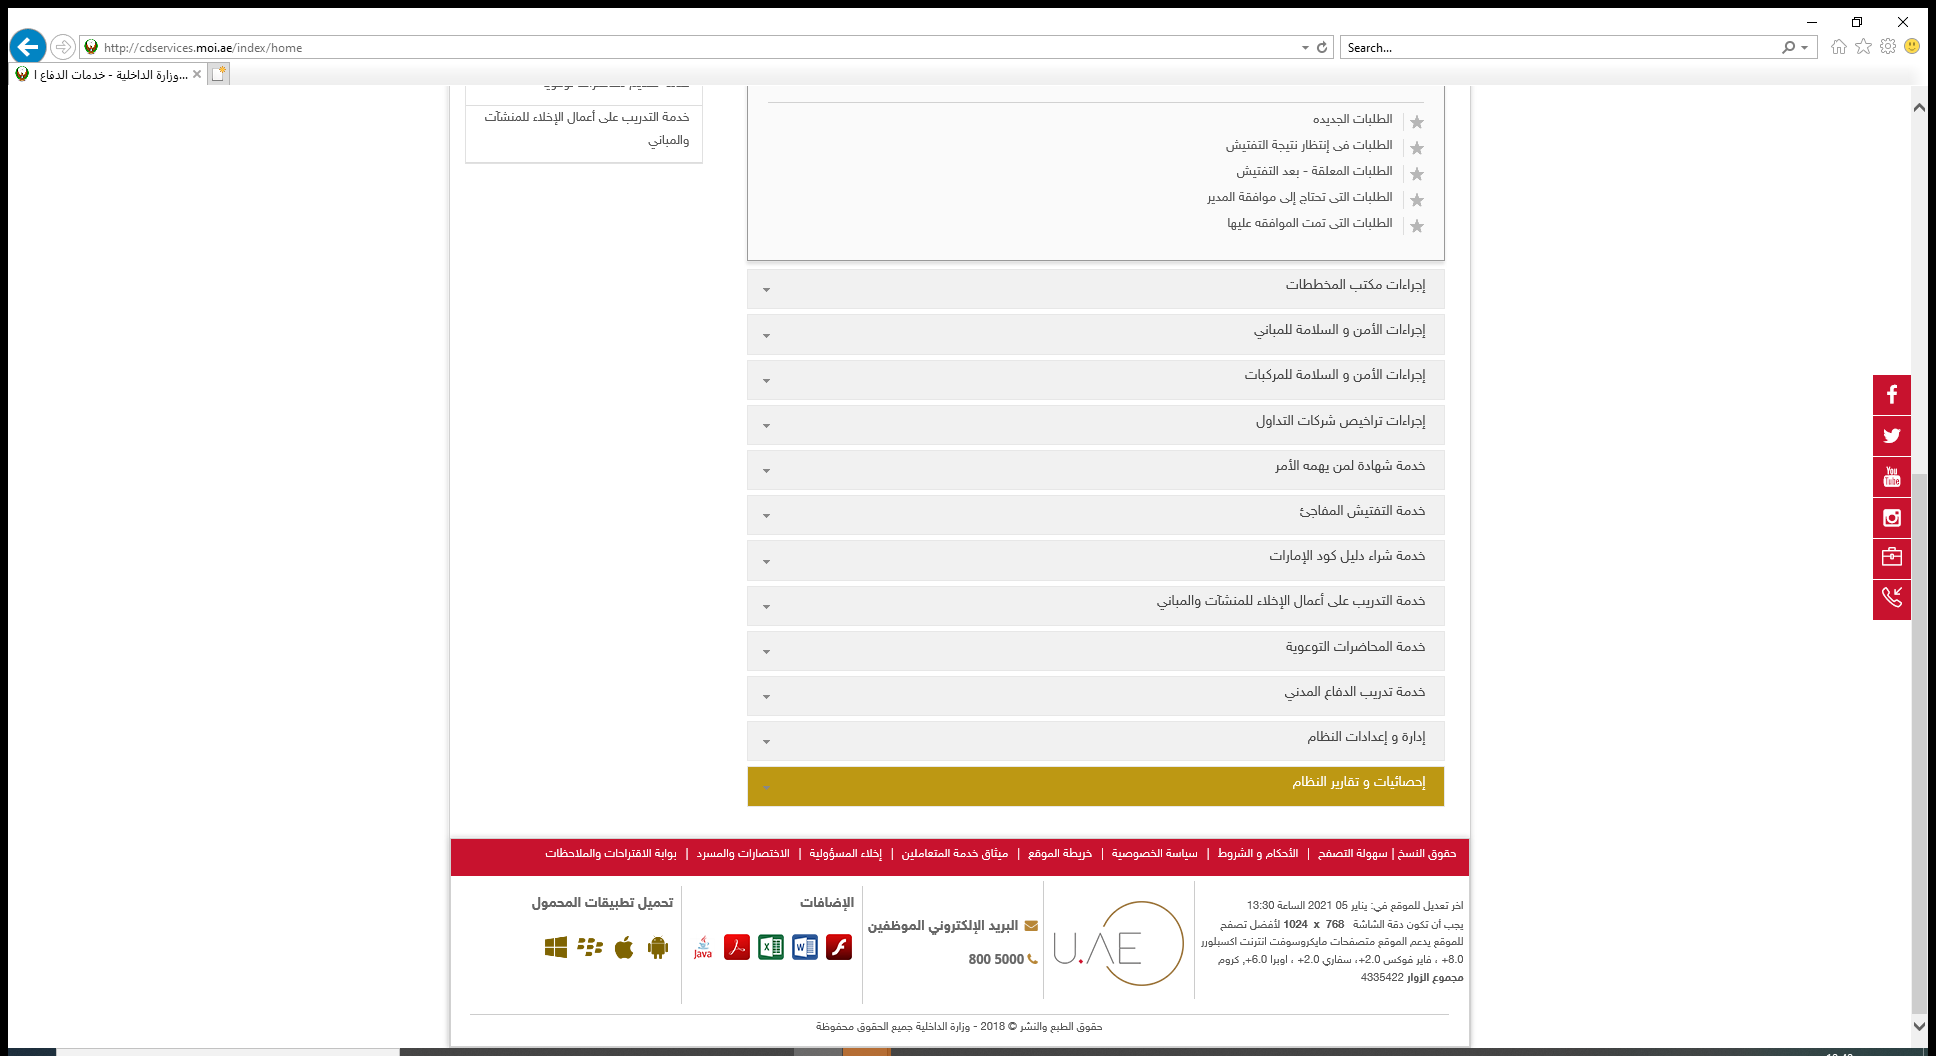 http://cdservices.moi.ae/index/home
Search...
وزارة الداخلية - خدمات الدفاع ا...
خدمة التدريب على أعمال الإخلاء للمنشآت
والمباني
الطلبات الجديده
الطلبات فى إنتظار نتيجة التفتيش
الطلبات المعلقة - بعد التفتيش
الطلبات التى تحتاج إلى موافقة المدير
الطلبات التى تمت الموافقه عليها
إجراءات مكتب المخططات
إجراءات الأمن و السلامة للمباني
إجراءات الأمن و السلامة للمركبات
إجراءات تراخيص شركات التداول
خدمة شهادة لمن يهمه الأمر
خدمة التفتيش المفاجئ
خدمة شراء دليل كود الإمارات
خدمة التدريب على أعمال الإخلاء للمنشآت والمباني
خدمة المحاضرات التوعوية
خدمة تدريب الدفاع المدني
إدارة و إعدادات النظام
إحصائيات و تقارير النظام
You
Tube
حقوق النسخ | سهولة التصفح | الأحكام و الشروط | سياسة الخصوصية | خريطة الموقع | ميثاق خدمة المتعاملين | إخلاء المسؤولية | الاختصارات والمسرد | بوابة الاقتراحات والملاحظات
اخر تعديل للموقع في: يناير 05 2021 الساعة 13:30
يجب أن تكون دقة الشاشة 768 x 1024 لأفضل تصفح
للموقع يدعم الموقع متصفحات مايكروسوفت انترنت اكسبلورر
8.0+ ، فاير فوكس 2.0+، سفاري 2.0+ ، اوبرا 6.0+, كروم
مجموع الزوار 4335422
U.AE
البريد الإلكتروني الموظفين
800 5000
الإضافات
Java
تحميل تطبيقات المحمول
حقوق الطبع والنشر © 2018 - وزارة الداخلية جميع الحقوق محفوظة